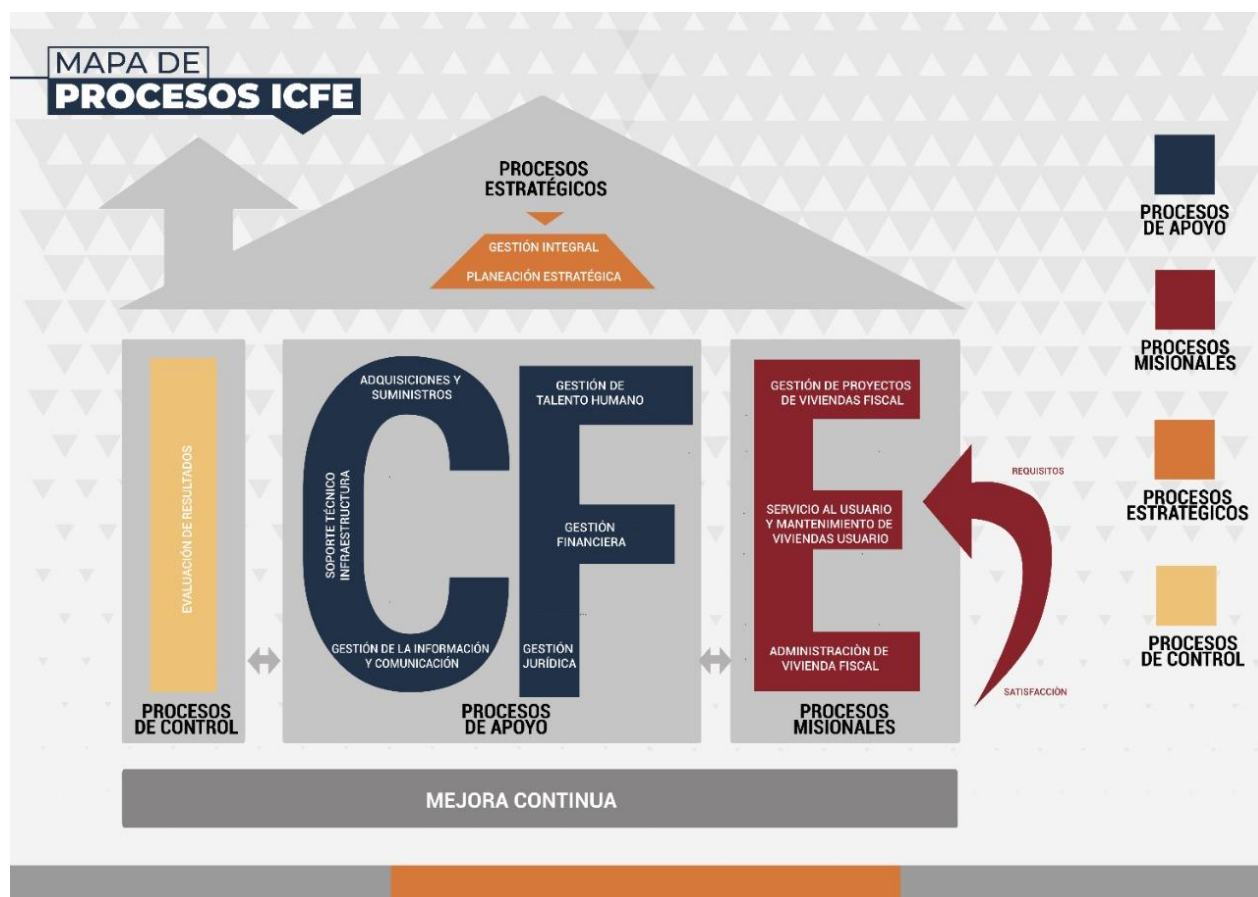 MAPA DE
PROCESOS ICFE
PROCESOS
ESTRATÉGICOS
GESTIÓN INTEGRAL
PLANEACIÓN ESTRATÉGICA
EVALUACIÓN DE RESULTADOS
PROCESOS
DE CONTROL
CF
ADQUISICIONES Y
SUMINISTROS
SOPORTE TÉCNICO
INFRAESTRUCTURA
GESTIÓN DE LA INFORMACIÓN
Y COMUNICACIÓN
GESTIÓN DE
TALENTO HUMANO
GESTIÓN
FINANCIERA
GESTIÓN
JURÍDICA
PROCESOS
DE APOYO
E
GESTIÓN DE PROYECTOS
DE VIVIENDAS FISCAL
SERVICIO AL USUARIO
Y MANTENIMIENTO DE
VIVIENDAS USUARIO
ADMINISTRACIÒN DE
VIVIENDA FISCAL
PROCESOS
MISIONALES
REQUISITOS
SATISFACCIÒN
MEJORA CONTINUA
PROCESOS
DE APOYO
PROCESOS
MISIONALES
PROCESOS
ESTRATÉGICOS
PROCESOS
DE CONTROL